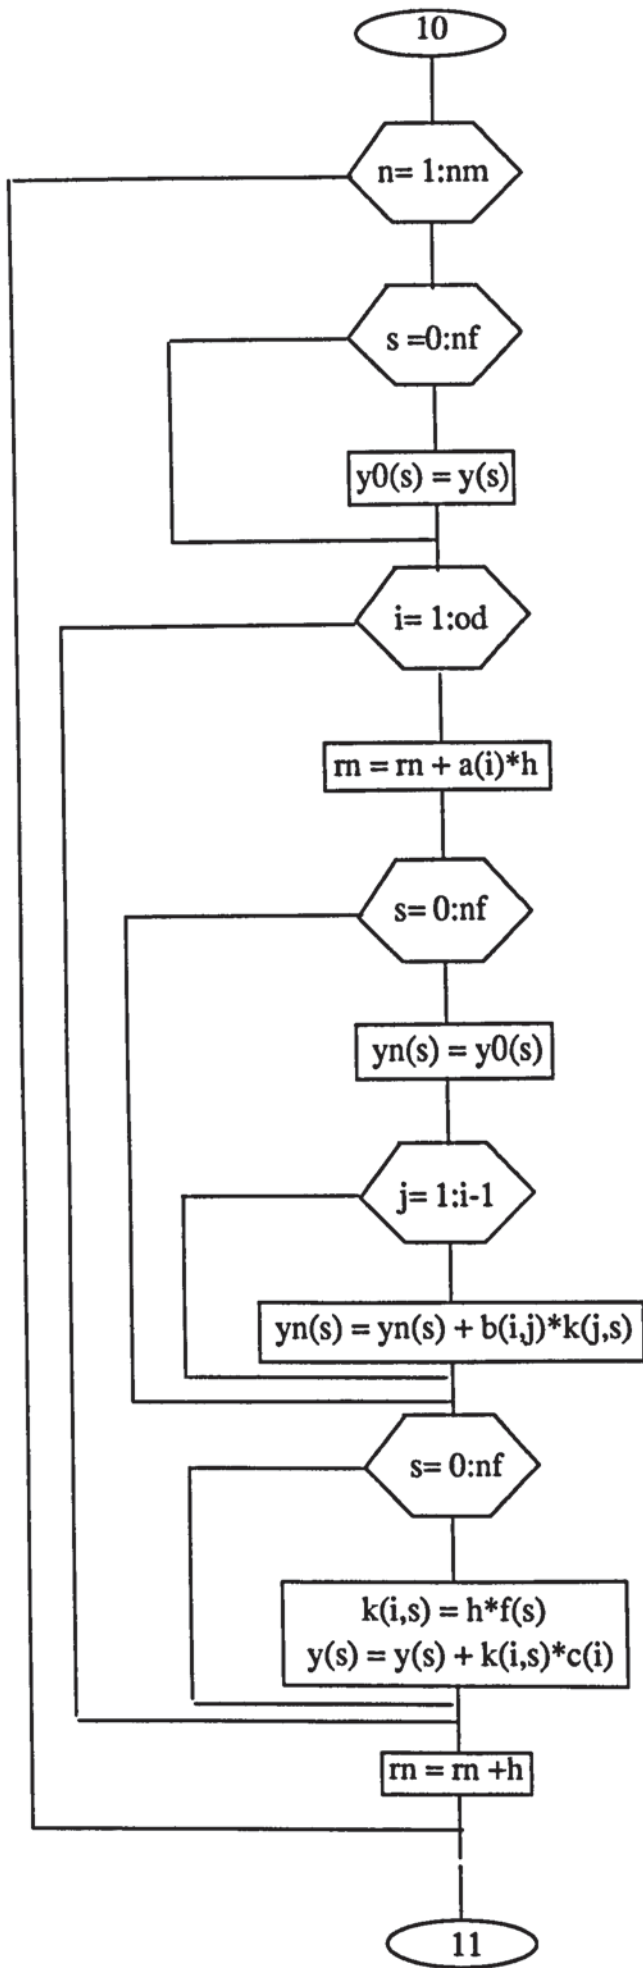 10
n= 1:nm
s =0:nf
y0(s) = y(s)
i= 1:od
rn = rn + a(i)*h
s= 0:nf
yn(s) = y0(s)
j= 1:i-1
yn(s) = yn(s) + b(i,j)*k(j,s)
s= 0:nf
k(i,s) = h*f(s)
y(s) = y(s) + k(i,s)*c(i)
rn = rn +h
11